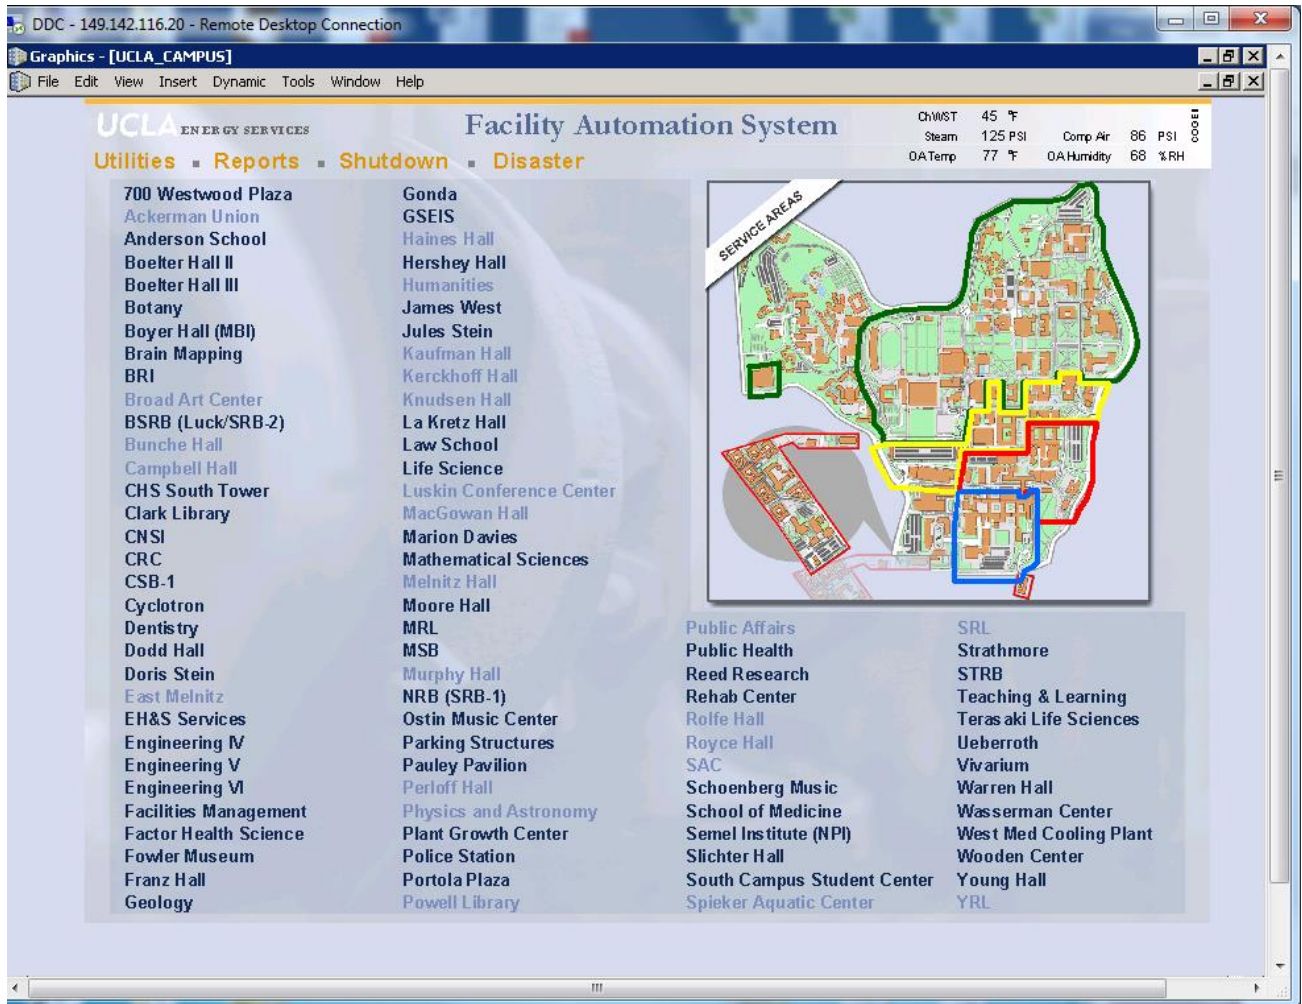 DDC - 149.142.116.20 - Remote Desktop Connection
Graphics - [UCLA_CAMPUS]
File Edit View Insert Dynamic Tools Window Help
UCLA ENERGY SERVICES
Facility Automation System
ChWST 45 °F
Steam 125 PSI Comp Air 86 PSI
OA Temp 77 °F OA Humidity 68 %RH
COGEN
Utilities ▪ Reports ▪ Shutdown ▪ Disaster
700 Westwood Plaza
Ackerman Union
Anderson School
Boelter Hall II
Boelter Hall III
Botany
Boyer Hall (MBI)
Brain Mapping
BRI
Broad Art Center
BSRB (Luck/SRB-2)
Bunche Hall
Campbell Hall
CHS South Tower
Clark Library
CNSI
CRC
CSB-1
Cyclotron
Dentistry
Dodd Hall
Doris Stein
East Melnitz
EH&S Services
Engineering IV
Engineering V
Engineering VI
Facilities Management
Factor Health Science
Fowler Museum
Franz Hall
Geology
Gonda
GSEIS
Haines Hall
Hershey Hall
Humanities
James West
Jules Stein
Kaufman Hall
Kerckhoff Hall
Knudsen Hall
La Kretz Hall
Law School
Life Science
Luskin Conference Center
MacGowan Hall
Marion Davies
Mathematical Sciences
Melnitz Hall
Moore Hall
MRL
MSB
Murphy Hall
NRB (SRB-1)
Ostin Music Center
Parking Structures
Pauley Pavilion
Perloff Hall
Physics and Astronomy
Plant Growth Center
Police Station
Portola Plaza
Powell Library
SERVICE AREAS
Public Affairs
Public Health
Reed Research
Rehab Center
Rolfe Hall
Royce Hall
SAC
Schoenberg Music
School of Medicine
Semel Institute (NPI)
Slichter Hall
South Campus Student Center
Spieker Aquatic Center
SRL
Strathmore
STRB
Teaching & Learning
Terasaki Life Sciences
Ueberroth
Vivarium
Warren Hall
Wasserman Center
West Med Cooling Plant
Wooden Center
Young Hall
YRL